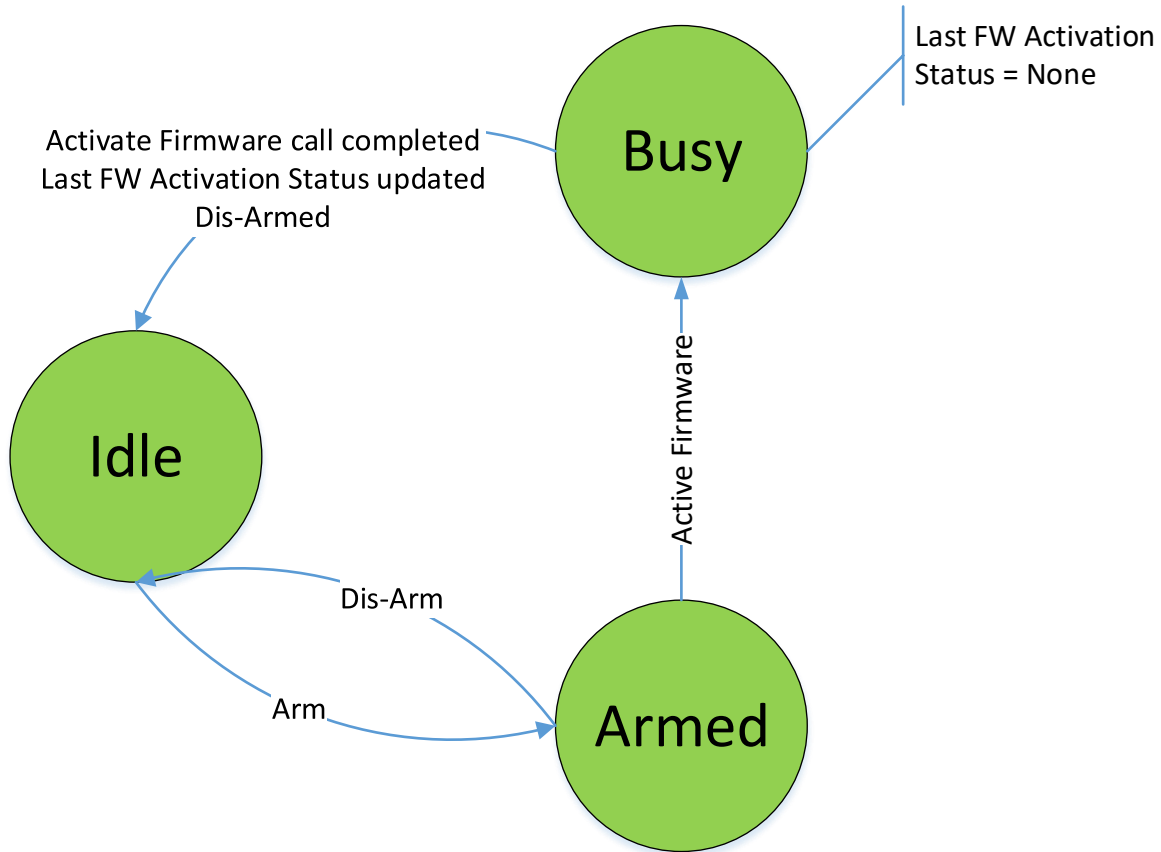 Last FW Activation
Status = None
Busy
Activate Firmware call completed
Last FW Activation Status updated
Dis-Armed
Active Firmware
Idle
Dis-Arm
Arm
Armed